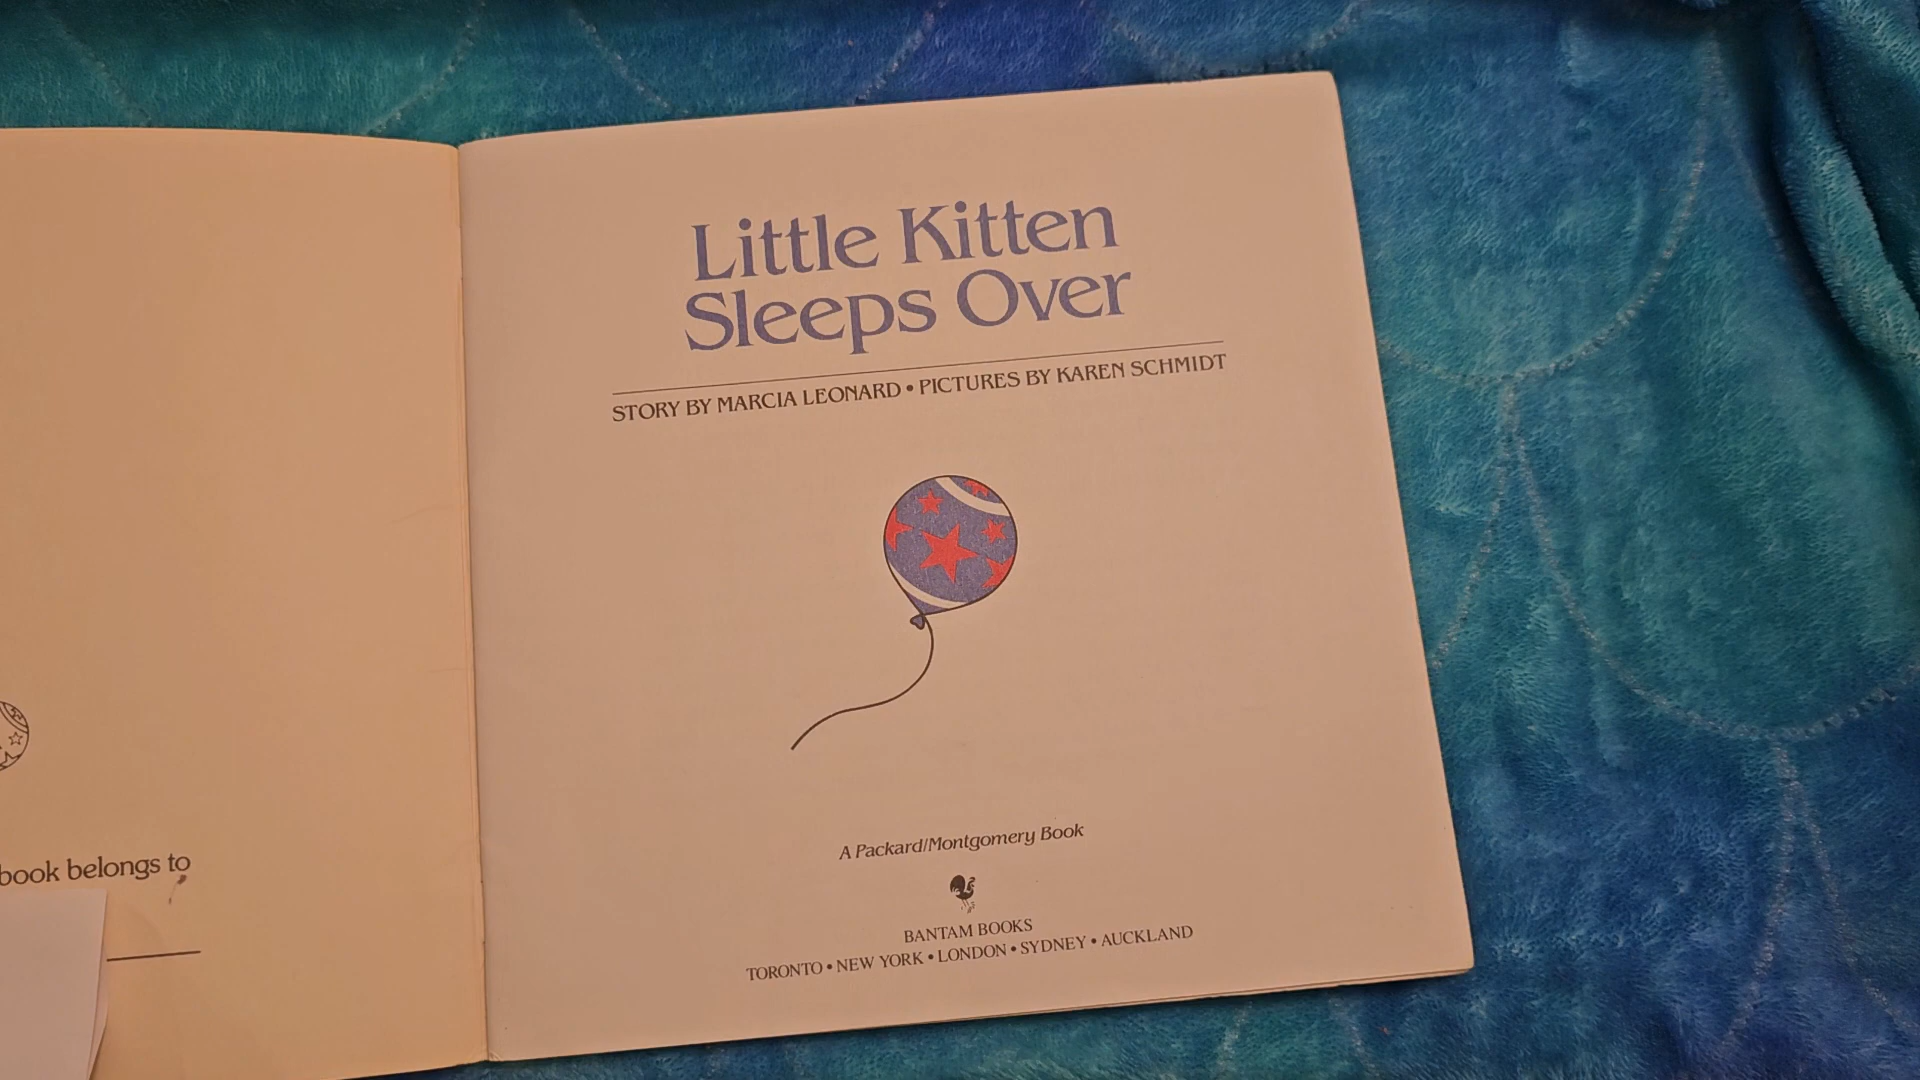 book belongs to
Little Kitten
Sleeps Over
STORY BY MARCIA LEONARD • PICTURES BY KAREN SCHMIDT
A Packard/Montgomery Book
BANTAM BOOKS
TORONTO • NEW YORK • LONDON • SYDNEY • AUCKLAND